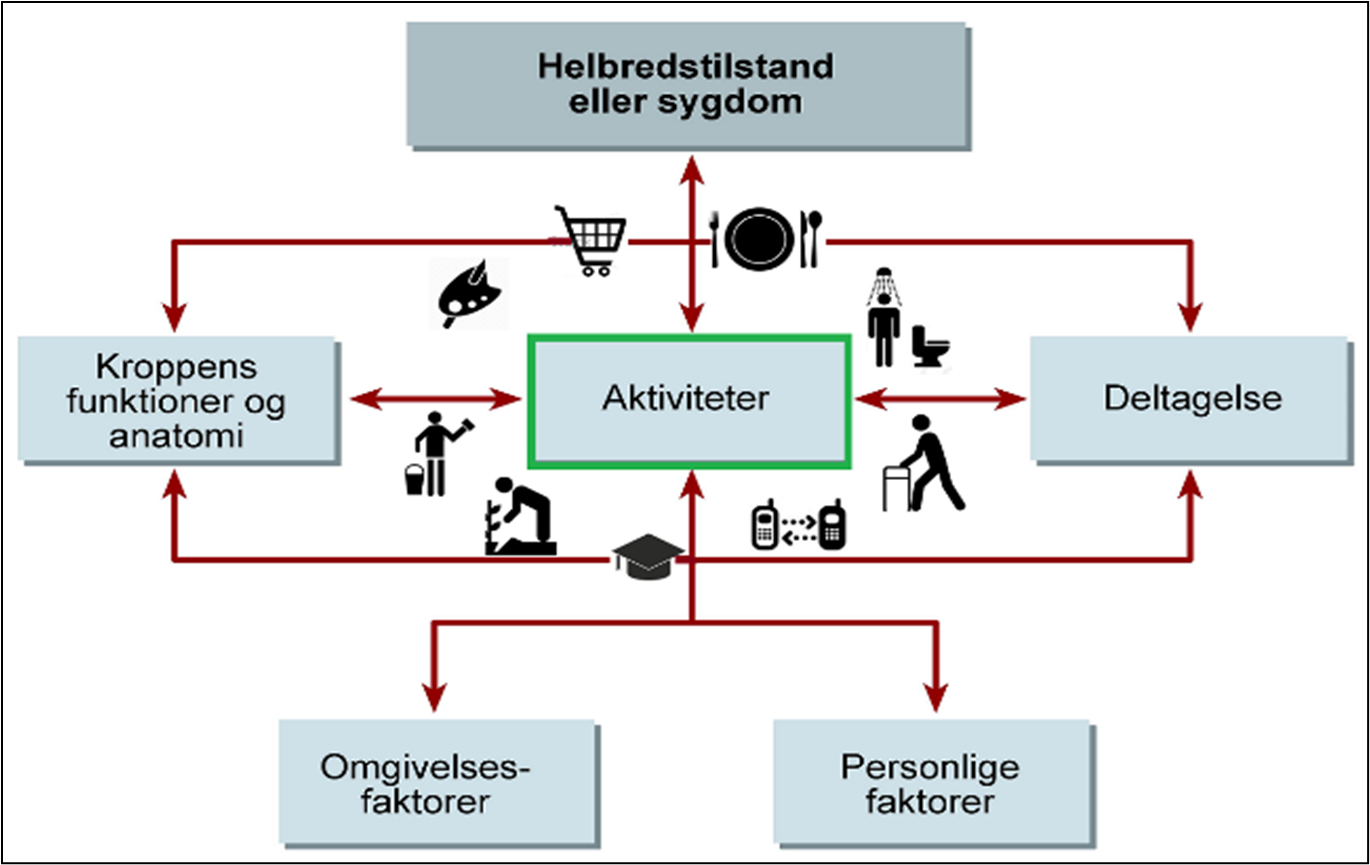 Helbredstilstand
eller sygdom
Kroppens
funktioner og
anatomi
Aktiviteter
Deltagelse
Omgivelses-
faktorer
Personlige
faktorer